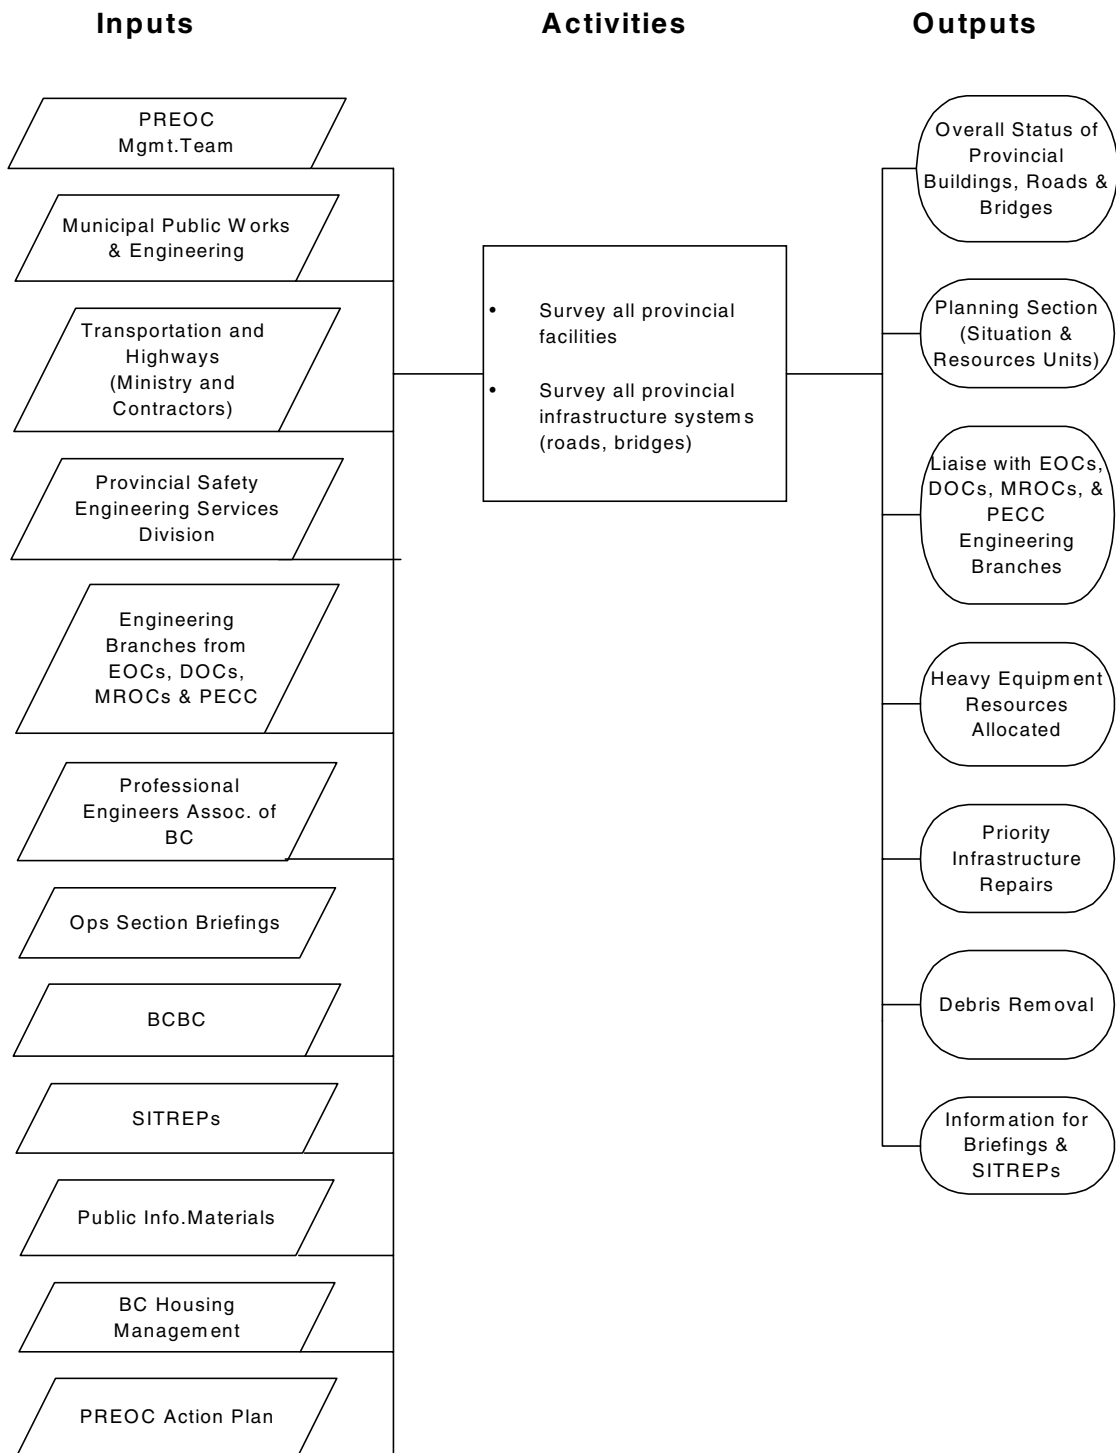 Inputs
Activities
Outputs
PREOC
Mgmt.Team
Municipal Public Works
& Engineering
Transportation and
Highways
(Ministry and
Contractors)
Provincial Safety
Engineering Services
Division
Engineering
Branches from
EOCs, DOCs,
MROCs & PECC
Professional
Engineers Assoc. of
BC
Ops Section Briefings
BCBC
SITREPs
Public Info.Materials
BC Housing
Management
PREOC Action Plan
• Survey all provincial
facilities
• Survey all provincial
infrastructure systems
(roads, bridges)
Overall Status of
Provincial
Buildings, Roads &
Bridges
Planning Section
(Situation &
Resources Units)
Liaise with EOCs,
DOCs, MROCs, &
PECC
Engineering
Branches
Heavy Equipment
Resources
Allocated
Priority
Infrastructure
Repairs
Debris Removal
Information for
Briefings &
SITREPs